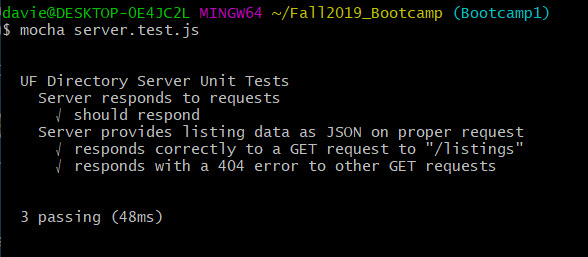 davie@DESKTOP-0E4JC2L MINGW64 ~/Fall2019_Bootcamp (Bootcamp1)
$ mocha server.test.js
UF Directory Server Unit Tests
Server responds to requests
√ should respond
Server provides listing data as JSON on proper request
√ responds correctly to a GET request to "/listings"
√ responds with a 404 error to other GET requests
3 passing (48ms)